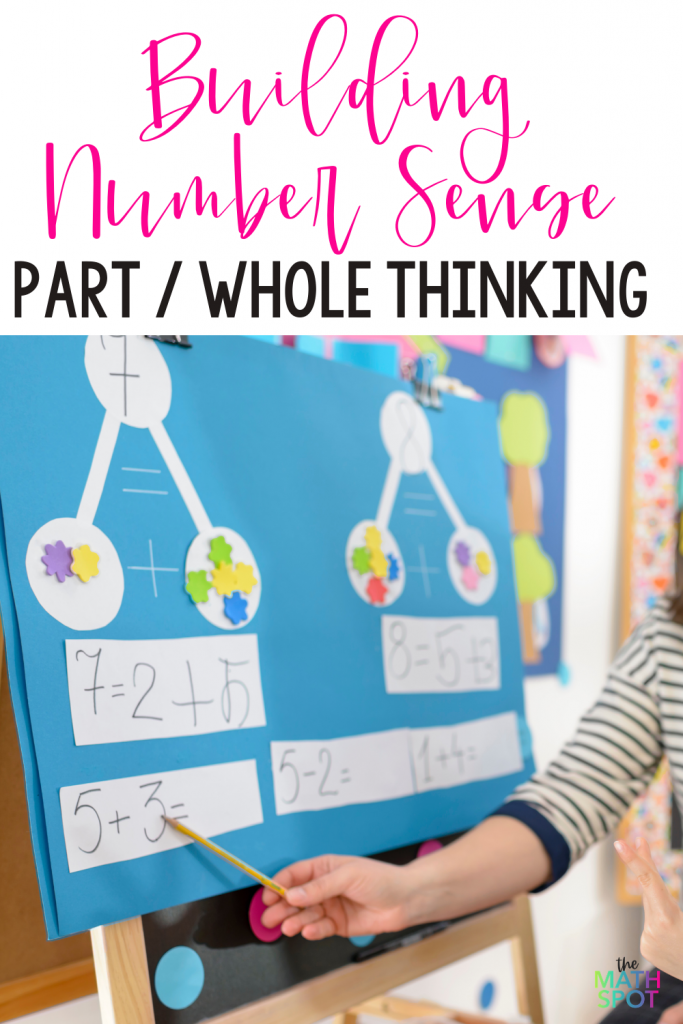 Building
Number Sense
PART / WHOLE THINKING
7
8
=
=
+
+
7=2+5
8=5+3
5+3=
5-2=
1+4=
the
MATH
SPOT